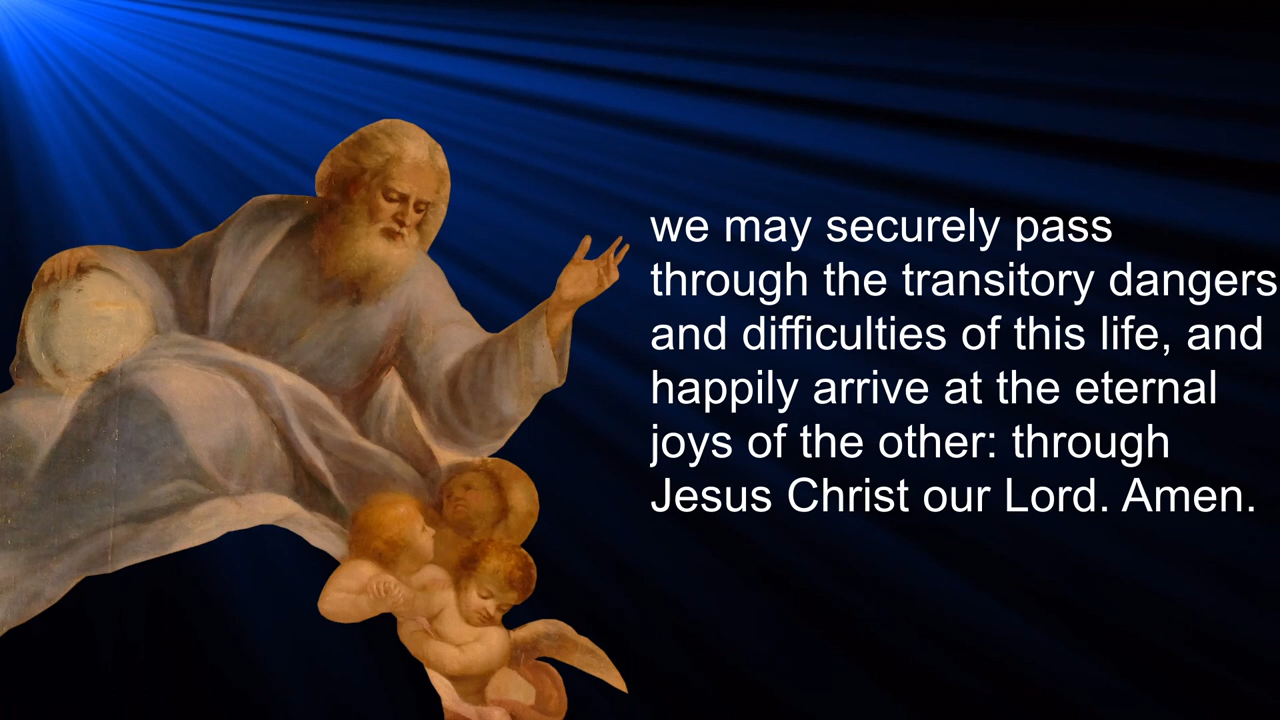 we may securely pass
through the transitory dangers
and difficulties of this life, and
happily arrive at the eternal
joys of the other: through
Jesus Christ our Lord. Amen.